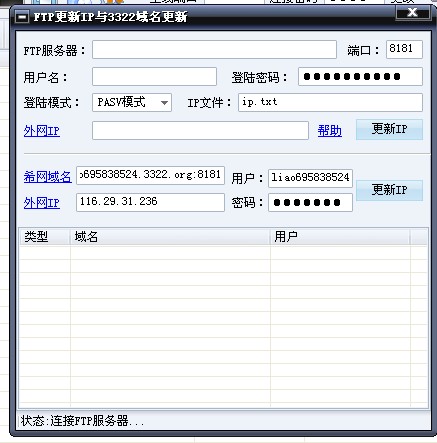 FTP更新IP与3322域名更新
FTP服务器： 端口： 8181
用户名： 登陆密码： ●●●●●●●●●●
登陆模式： PASV模式 IP文件： ip.txt
外网IP 帮助 更新IP
希网域名 o695838524.3322.org:8181 用户： liao695838524
更新IP
外网IP 116.29.31.236 密码： ●●●●●●●
类型 域名 用户
状态:连接FTP服务器...